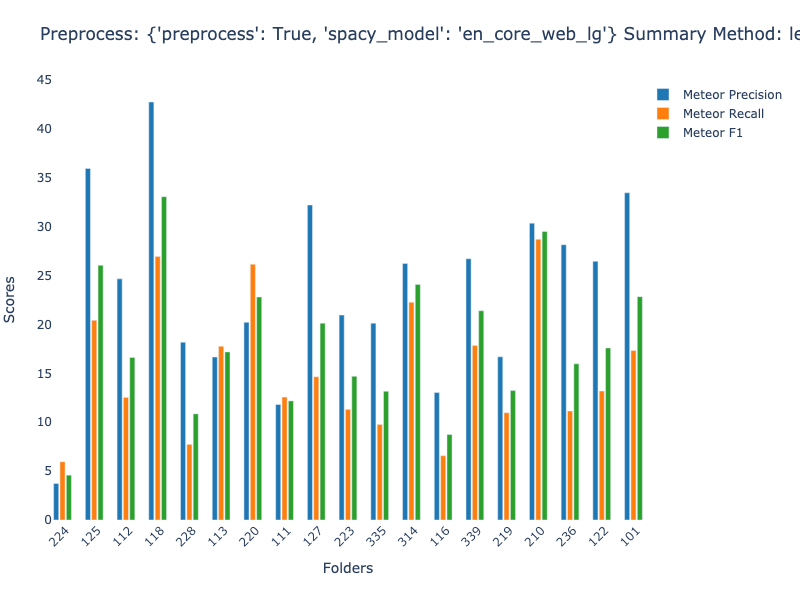 Preprocess: {'preprocess': True, 'spacy_model': 'en_core_web_lg'} Summary Method: le
45
40
35
30
25
20
15
10
5
0
Scores
Meteor Precision
Meteor Recall
Meteor F1
224 125 112 118 228 113 220 111 127 223 335 314 116 339 219 210 236 122 101
Folders